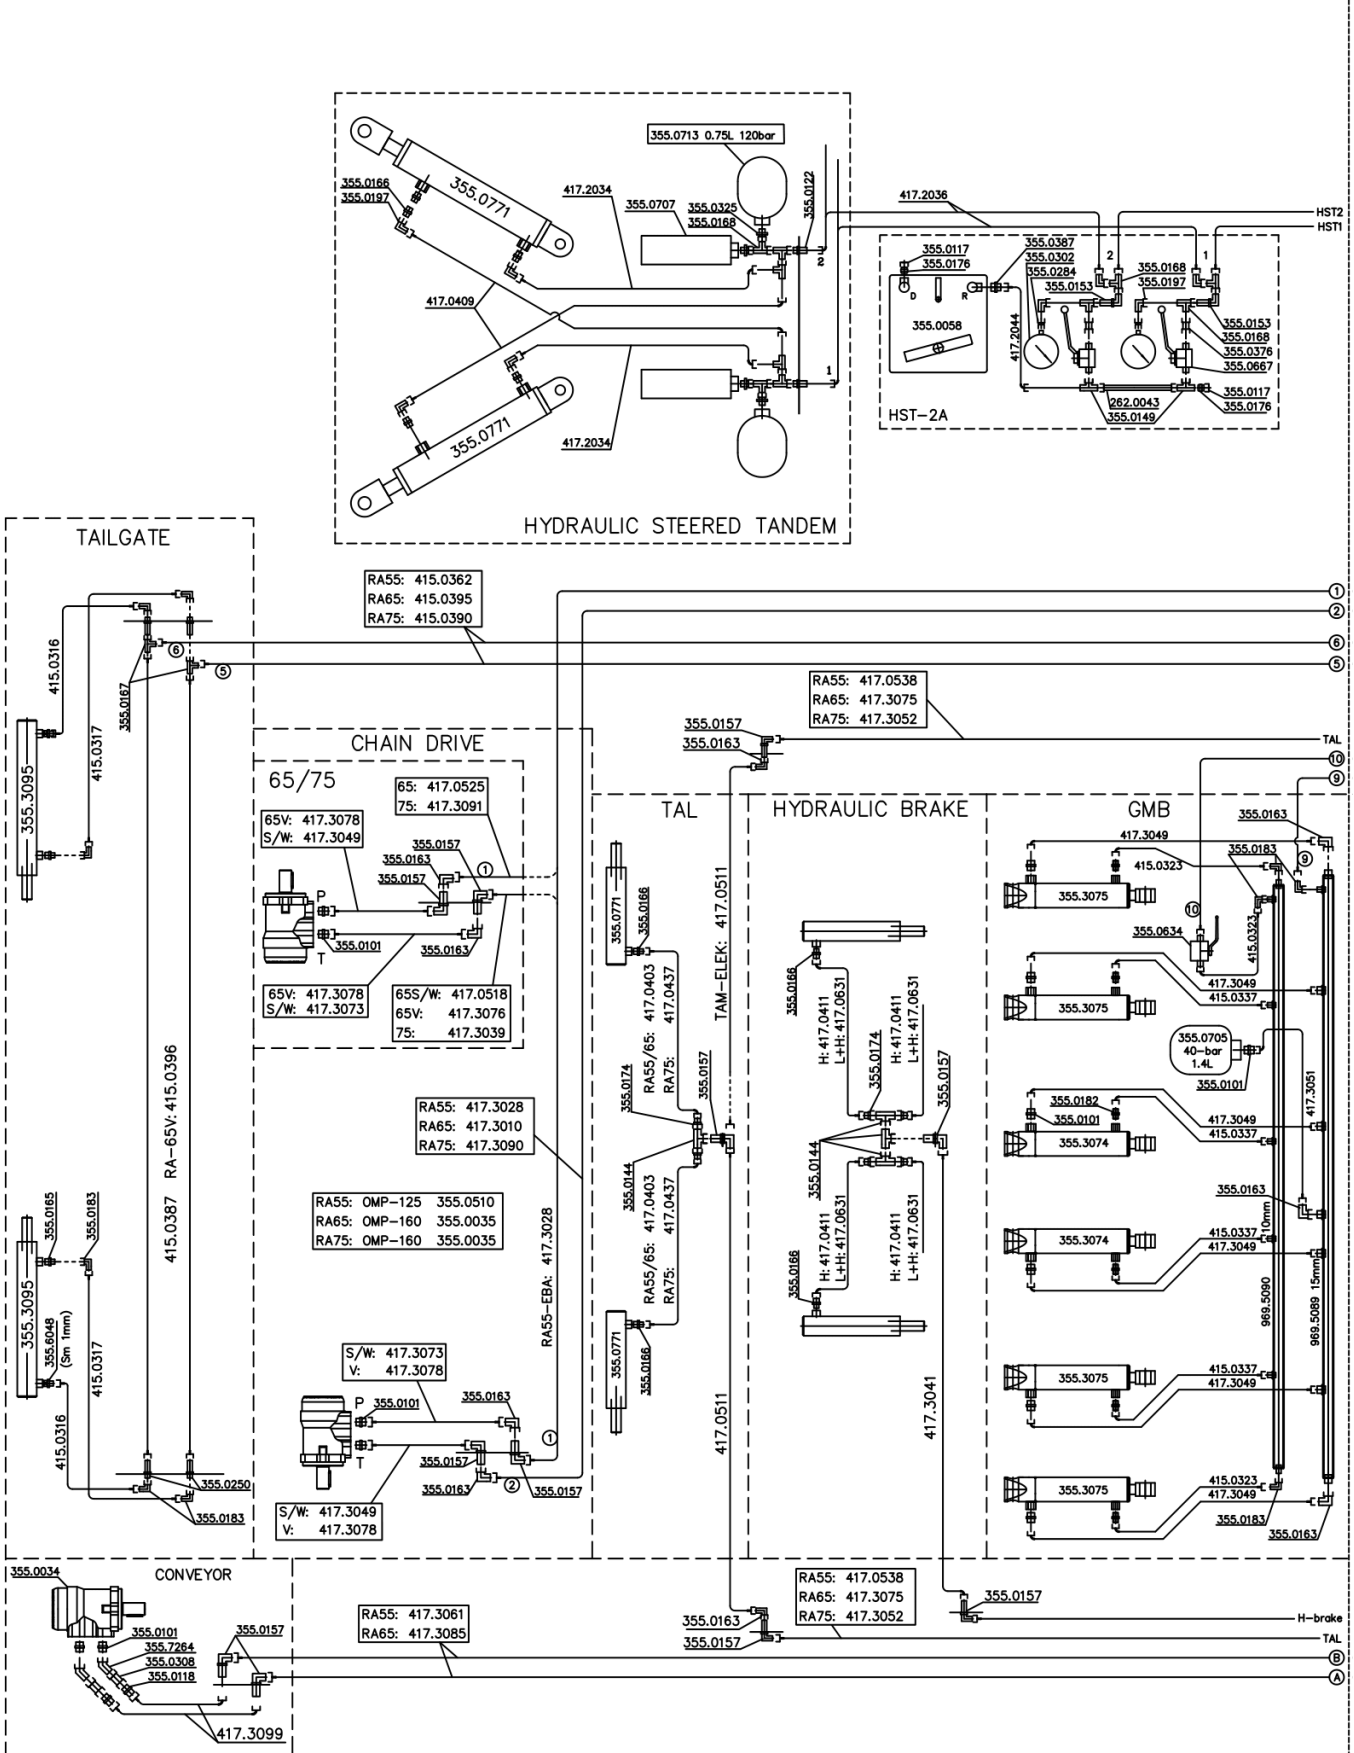 355.0713 0.75L 120bar
355.0166
355.0197
355.0771
417.2034
355.0707
355.0325
355.0168
355.0122
2
417.0409
1
355.0771
417.2034
HYDRAULIC STEERED TANDEM
417.2036
HST2
HST1
355.0117
355.0176
355.0387
355.0302
355.0284
355.0153
2
1
355.0168
355.0197
D
R
355.0058
417.2044
355.0153
355.0168
355.0376
355.0667
262.0043
355.0149
355.0117
355.0176
HST-2A
TAILGATE
415.0316
355.0167
6
5
415.0317
355.3095
415.0387 RA-65V: 415.0396
355.0165
355.0183
355.3095
355.6048
(Sm 1mm)
415.0317
415.0316
355.0250
355.0183
RA55: 415.0362
RA65: 415.0395
RA75: 415.0390
1
2
6
5
RA55: 417.0538
RA65: 417.3075
RA75: 417.3052
TAL
10
9
CHAIN DRIVE
65/75
65: 417.0525
75: 417.3091
65V: 417.3078
S/W: 417.3049
355.0157
355.0163
355.0157
1
P
T
355.0101
355.0163
65V: 417.3078
S/W: 417.3073
65S/W: 417.0518
65V: 417.3076
75: 417.3039
RA55: 417.3028
RA65: 417.3010
RA75: 417.3090
RA55: OMP-125 355.0510
RA65: OMP-160 355.0035
RA75: OMP-160 355.0035
RA55-EBA: 417.3028
S/W: 417.3073
V: 417.3078
P
T
355.0101
355.0163
1
355.0157
355.0163
2
355.0157
S/W: 417.3049
V: 417.3078
TAL
355.0157
355.0163
TAM-ELEK: 417.0511
355.0771
355.0166
RA55/65: 417.0403
RA75: 417.0437
355.0174
355.0157
355.0144
RA55/65: 417.0403
RA75: 417.0437
355.0771
355.0166
417.0511
HYDRAULIC BRAKE
355.0166
H: 417.0411
L+H: 417.0631
355.0174
H: 417.0411
L+H: 417.0631
355.0157
355.0144
H: 417.0411
L+H: 417.0631
H: 417.0411
L+H: 417.0631
355.0166
417.3041
GMB
355.0163
417.3049
415.0323
355.0183
9
355.3075
10
355.0634
415.0323
417.3049
415.0337
355.3075
355.0705
40-bar
1.4L
355.0101
417.3051
355.0182
355.0101
417.3049
415.0337
355.3074
355.0163
355.3074
415.0337
417.3049
10mm
969.5090
969.5089 15mm
415.0337
417.3049
355.3075
415.0323
417.3049
355.3075
355.0183
355.0163
CONVEYOR
355.0034
355.0101
355.7264
355.0308
355.0118
355.0157
417.3099
RA55: 417.3061
RA65: 417.3085
355.0163
355.0157
RA55: 417.0538
RA65: 417.3075
RA75: 417.3052
355.0157
H-brake
TAL
B
A